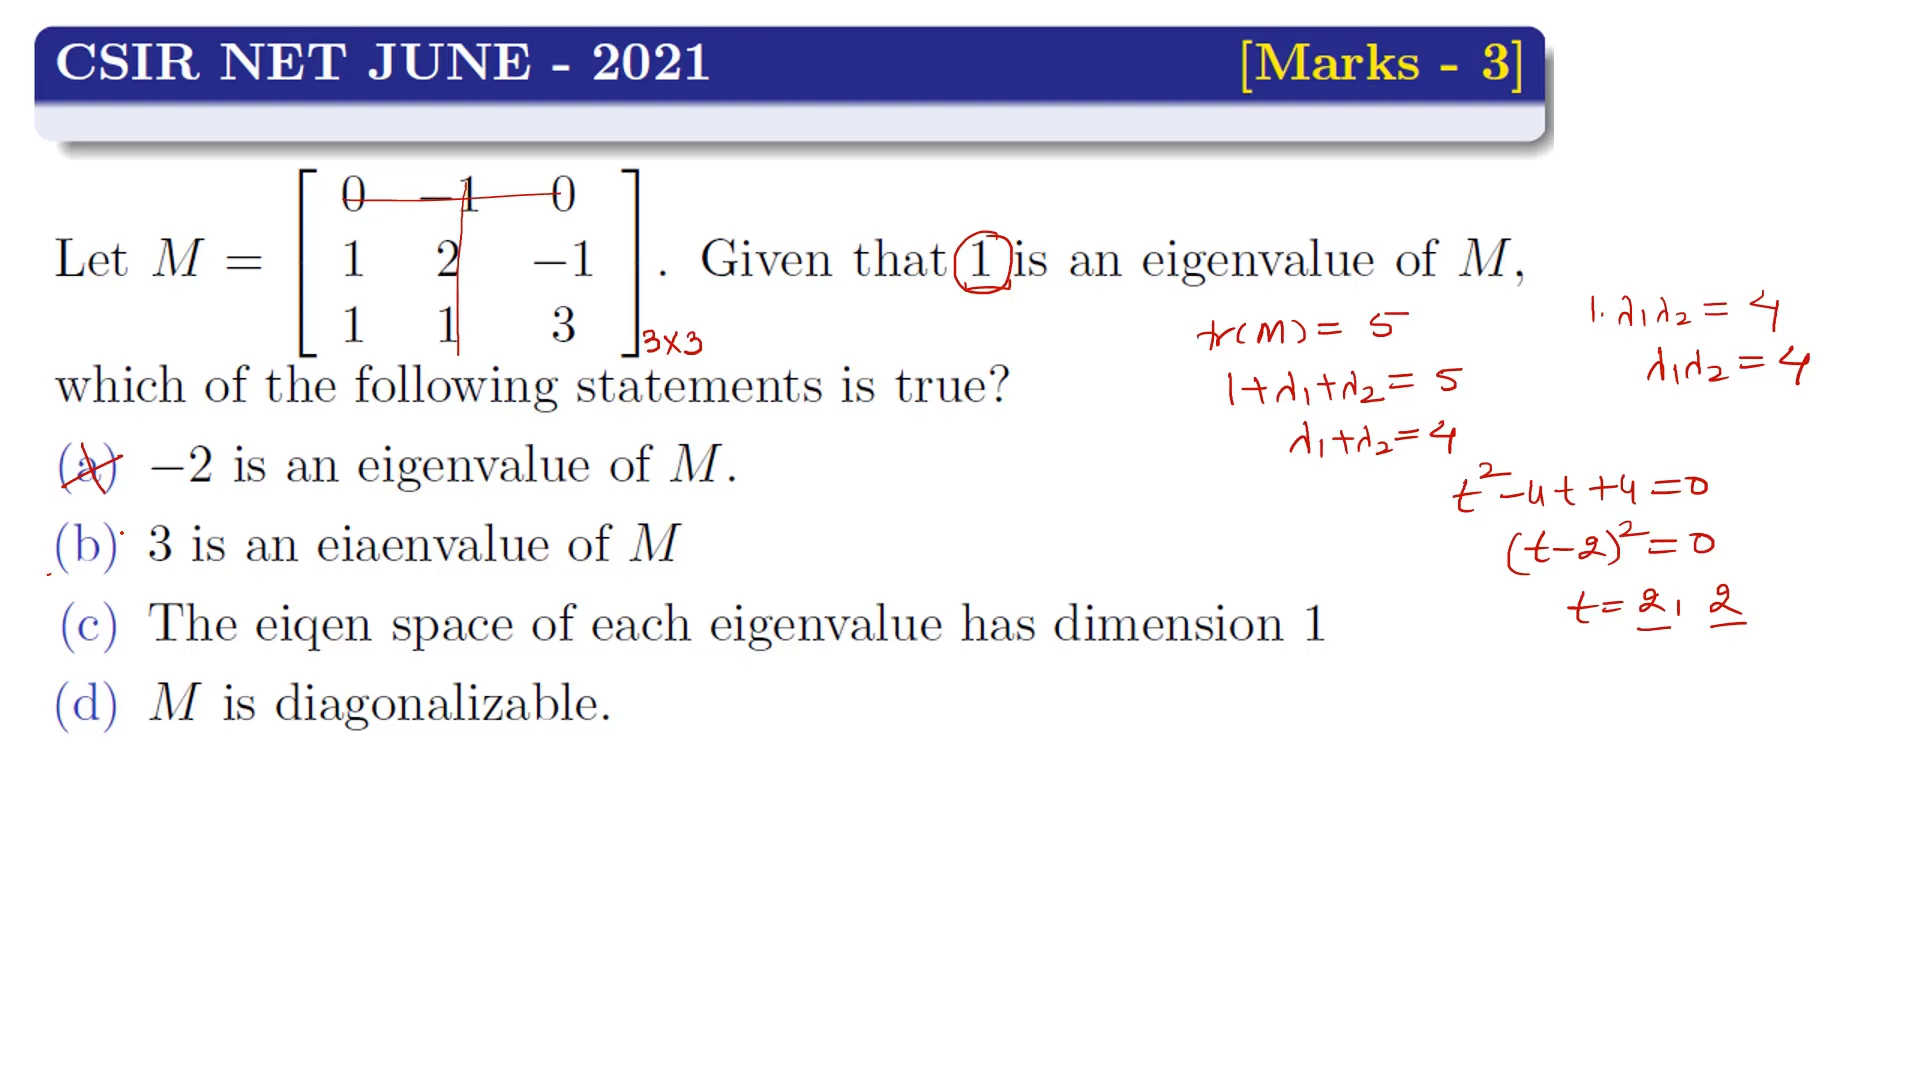 CSIR NET JUNE - 2021 [Marks - 3]
Let M = [ 0 −1 0
1 2 −1
1 1 3 ]3×3 . Given that 1 is an eigenvalue of M,
which of the following statements is true?
(a) −2 is an eigenvalue of M.
(b) 3 is an eiaenvalue of M
(c) The eiqen space of each eigenvalue has dimension 1
(d) M is diagonalizable.
tr(M) = 5
1+λ₁+λ₂ = 5
λ₁+λ₂ = 4
1·λ₁λ₂ = 4
λ₁λ₂ = 4
t²−4t+4=0
(t−2)²=0
t = 2, 2